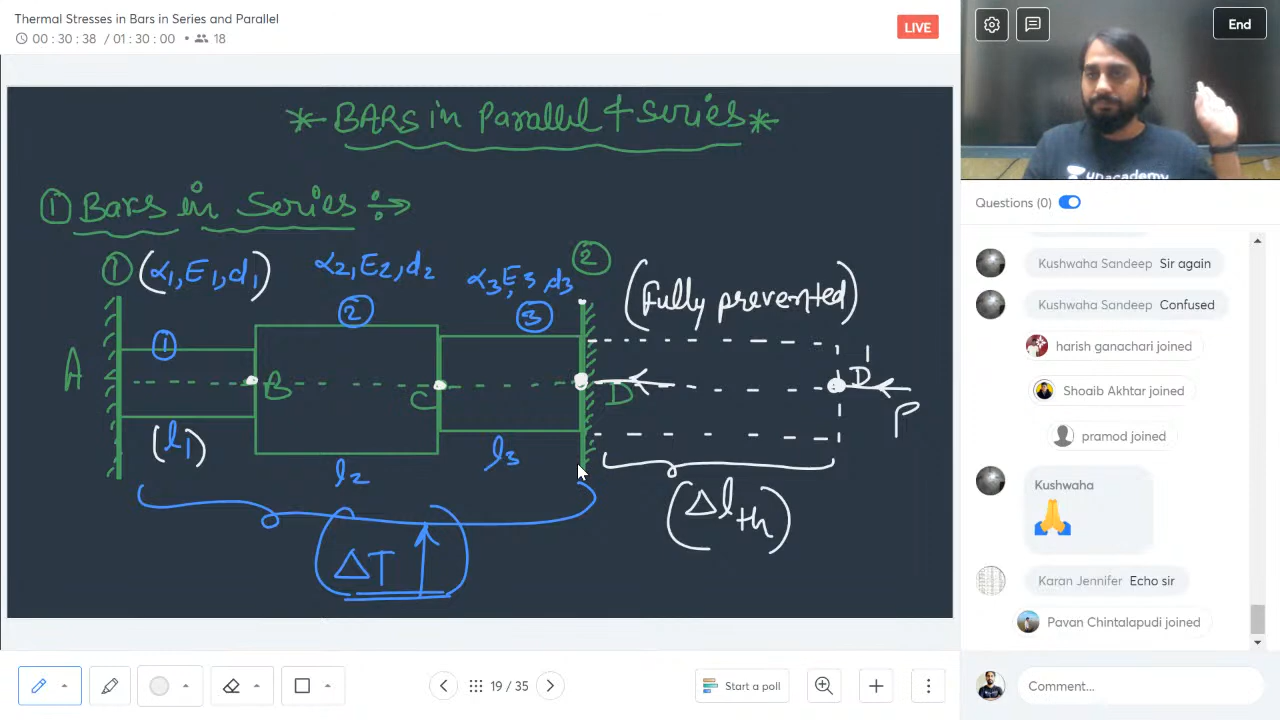 Thermal Stresses in Bars in Series and Parallel
00 : 30 : 38 / 01 : 30 : 00 • 18
LIVE
End
unacademy
* BARS in Parallel & Series *
① Bars in Series :→
① (α1, E1, d1)
α2, E2, d2
α3, E3, d3
②
(Fully prevented)
①
②
③
A
B
C
D
D'
P
(l1)
l2
l3
(Δlth)
(ΔT ↑)
Questions (0)
Kushwaha Sandeep Sir again
Kushwaha Sandeep Confused
harish ganachari joined
Shoaib Akhtar joined
pramod joined
Kushwaha
🙏
Karan Jennifer Echo sir
Pavan Chintalapudi joined
19 / 35
Start a poll
Comment...